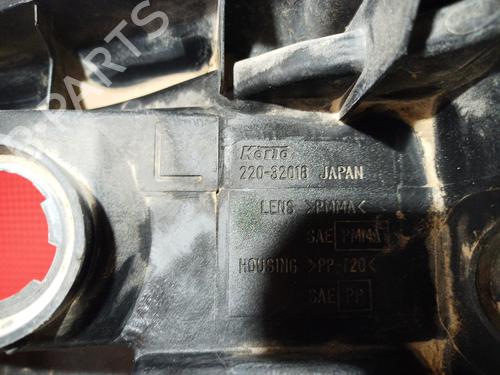 L
Koito
220-32018 JAPAN
LENS >PMMA<
SAE PMMA
HOUSING >PP-T20<
SAE PP